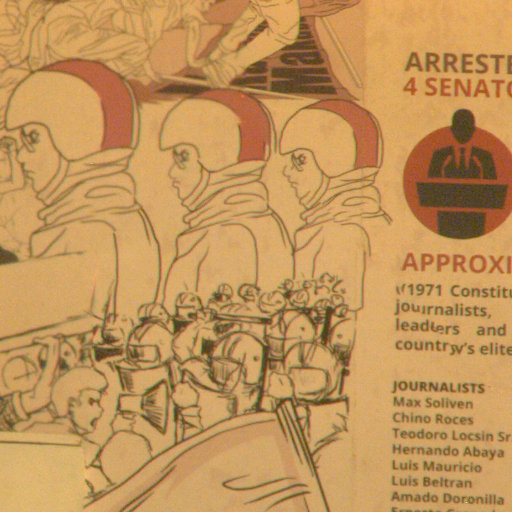 ARRESTE
4 SENATO
APPROXI
(1971 Constitu
journalists,
leaders and
country's elite
JOURNALISTS
Max Soliven
Chino Roces
Teodoro Locsin Sr
Hernando Abaya
Luis Mauricio
Luis Beltran
Amado Doronilla